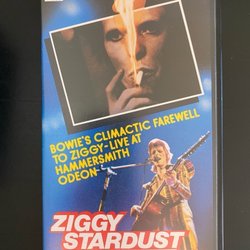 BOWIE'S CLIMACTIC FAREWELL
TO ZIGGY-LIVE AT
HAMMERSMITH
ODEON
ZIGGY
STARDUST